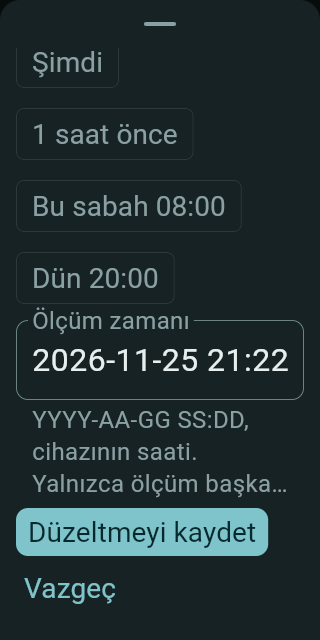 Şimdi
1 saat önce
Bu sabah 08:00
Dün 20:00
Ölçüm zamanı
2026-11-25 21:22
YYYY-AA-GG SS:DD,
cihazının saati.
Yalnızca ölçüm başka…
Düzeltmeyi kaydet
Vazgeç